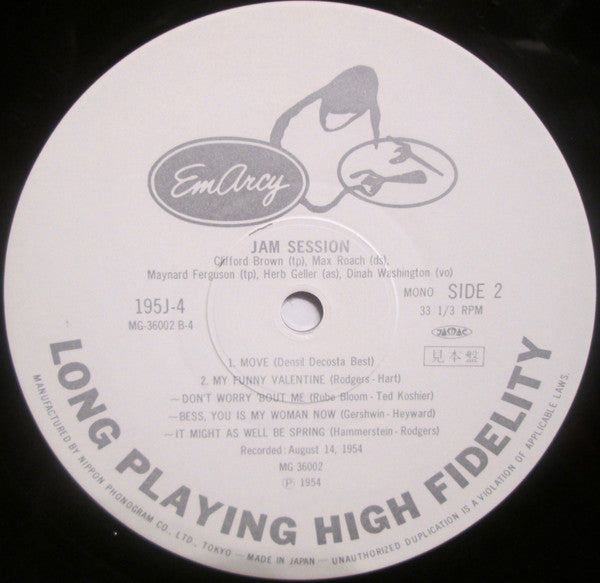 EmArcy
JAM SESSION
Clifford Brown (tp), Max Roach (ds),
Maynard Ferguson (tp), Herb Geller (as), Dinah Washington (vo)
195J-4
MG-36002 B-4
MONO SIDE 2
33 1/3 RPM
JASRAC
見本盤
1. MOVE (Densil Decosta Best)
2. MY FUNNY VALENTINE (Rodgers-Hart)
~DON'T WORRY 'BOUT ME (Rube Bloom - Ted Koshier)
~BESS, YOU IS MY WOMAN NOW (Gershwin-Heyward)
~IT MIGHT AS WELL BE SPRING (Hammerstein-Rodgers)
Recorded: August 14, 1954
MG 36002
Ⓟ 1954
LONG PLAYING HIGH FIDELITY
MANUFACTURED BY NIPPON PHONOGRAM CO., LTD., TOKYO — MADE IN JAPAN — UNAUTHORIZED DUPLICATION IS A VIOLATION OF APPLICABLE LAWS.